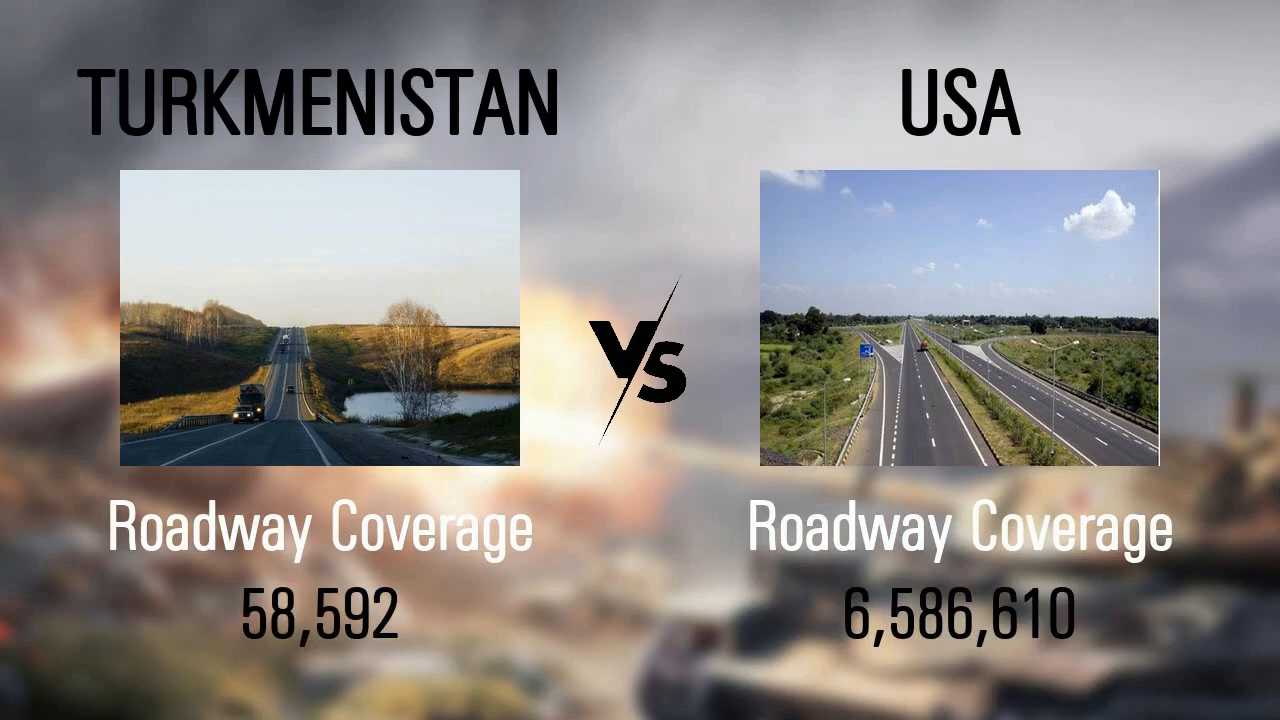 TURKMENISTAN
USA
VS
Roadway Coverage
Roadway Coverage
58,592
6,586,610